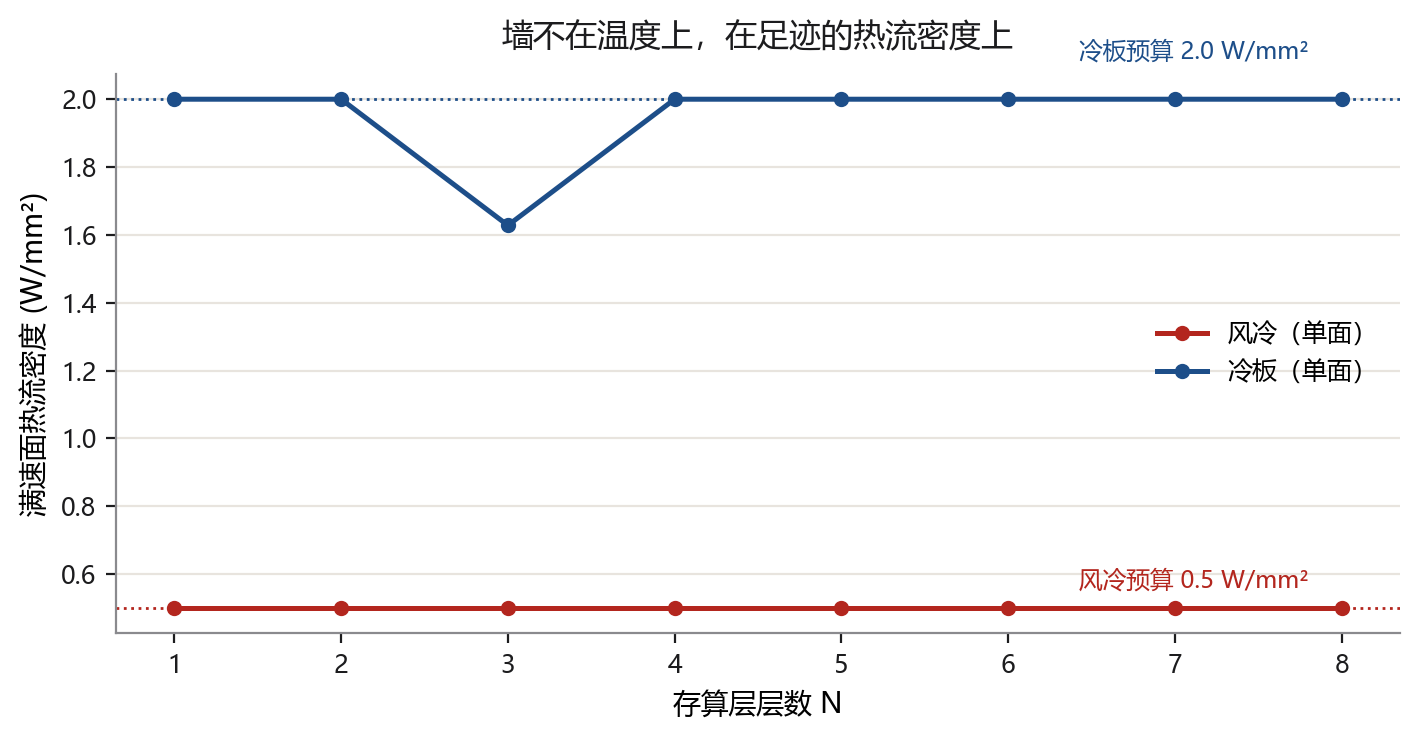 墙不在温度上，在足迹的热流密度上
冷板预算 2.0 W/mm²
满速面热流密度 (W/mm²)
2.0
1.8
1.6
1.4
1.2
1.0
0.8
0.6
风冷（单面）
冷板（单面）
风冷预算 0.5 W/mm²
1 2 3 4 5 6 7 8
存算层层数 N